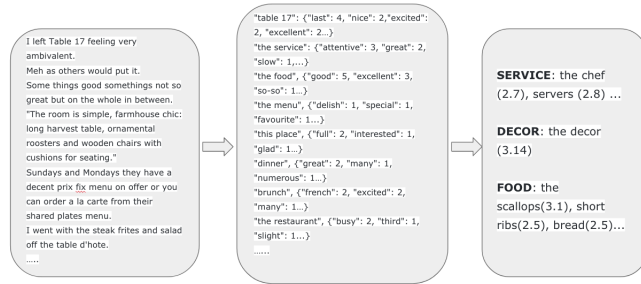 I left Table 17 feeling very
ambivalent.
Meh as others would put it.
Some things good somethings not so
great but on the whole in between.
"The room is simple, farmhouse chic:
long harvest table, ornamental
roosters and wooden chairs with
cushions for seating."
Sundays and Mondays they have a
decent prix fix menu on offer or you
can order a la carte from their
shared plates menu.
I went with the steak frites and salad
off the table d'hote.
.....
"table 17": {"last": 4, "nice": 2,"excited":
2, "excellent": 2...}
"the service": {"attentive": 3, "great": 2,
"slow": 1,...}
"the food", {"good": 5, "excellent": 3,
"so-so": 1...}
"the menu", {"delish": 1, "special": 1,
"favourite": 1...}
"this place", {"full": 2, "interested": 1,
"glad": 1...}
"dinner", {"great": 2, "many": 1,
"numerous": 1...}
"brunch", {"french": 2, "excited": 2,
"many": 1...}
"the restaurant", {"busy": 2, "third": 1,
"slight": 1...}
......
SERVICE: the chef
(2.7), servers (2.8) ...
DECOR: the decor
(3.14)
FOOD: the
scallops(3.1), short
ribs(2.5), bread(2.5)...